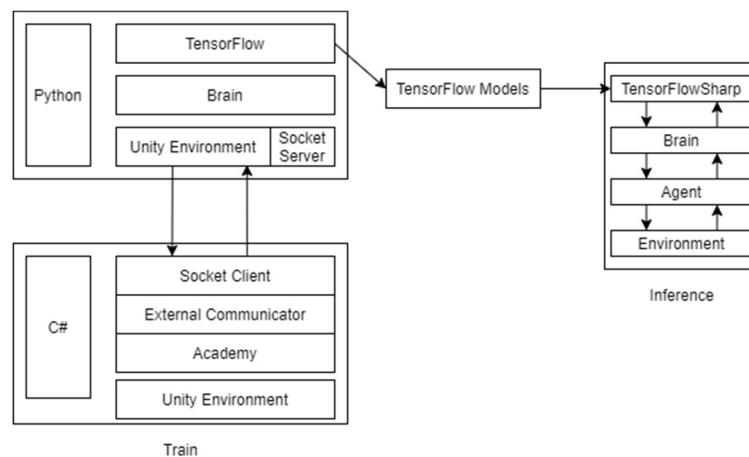 TensorFlow
Python
Brain
Unity Environment
Socket
Server
TensorFlow Models
TensorFlowSharp
Brain
Agent
Environment
Inference
C#
Socket Client
External Communicator
Academy
Unity Environment
Train